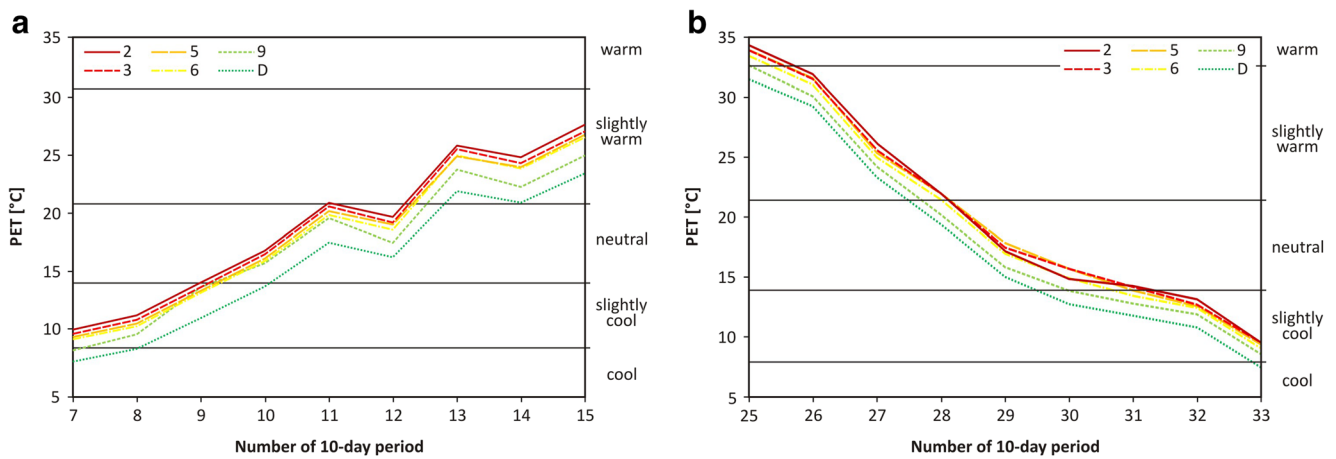 a
35
30
25
20
15
10
5
PET [°C]
2 5 9
3 6 D
warm
slightly
warm
neutral
slightly
cool
cool
7 8 9 10 11 12 13 14 15
Number of 10-day period
b
35
30
25
20
15
10
5
PET [°C]
2 5 9
3 6 D
warm
slightly
warm
neutral
slightly
cool
cool
25 26 27 28 29 30 31 32 33
Number of 10-day period